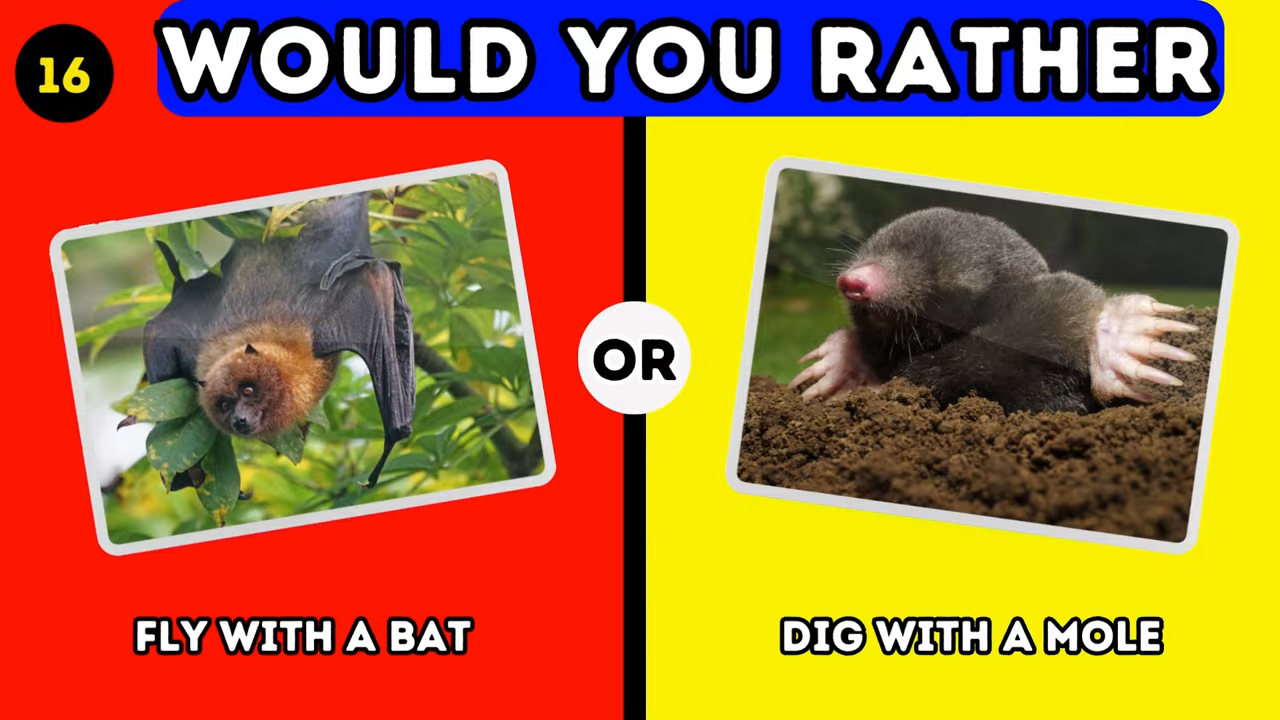 16
WOULD YOU RATHER
OR
FLY WITH A BAT
DIG WITH A MOLE